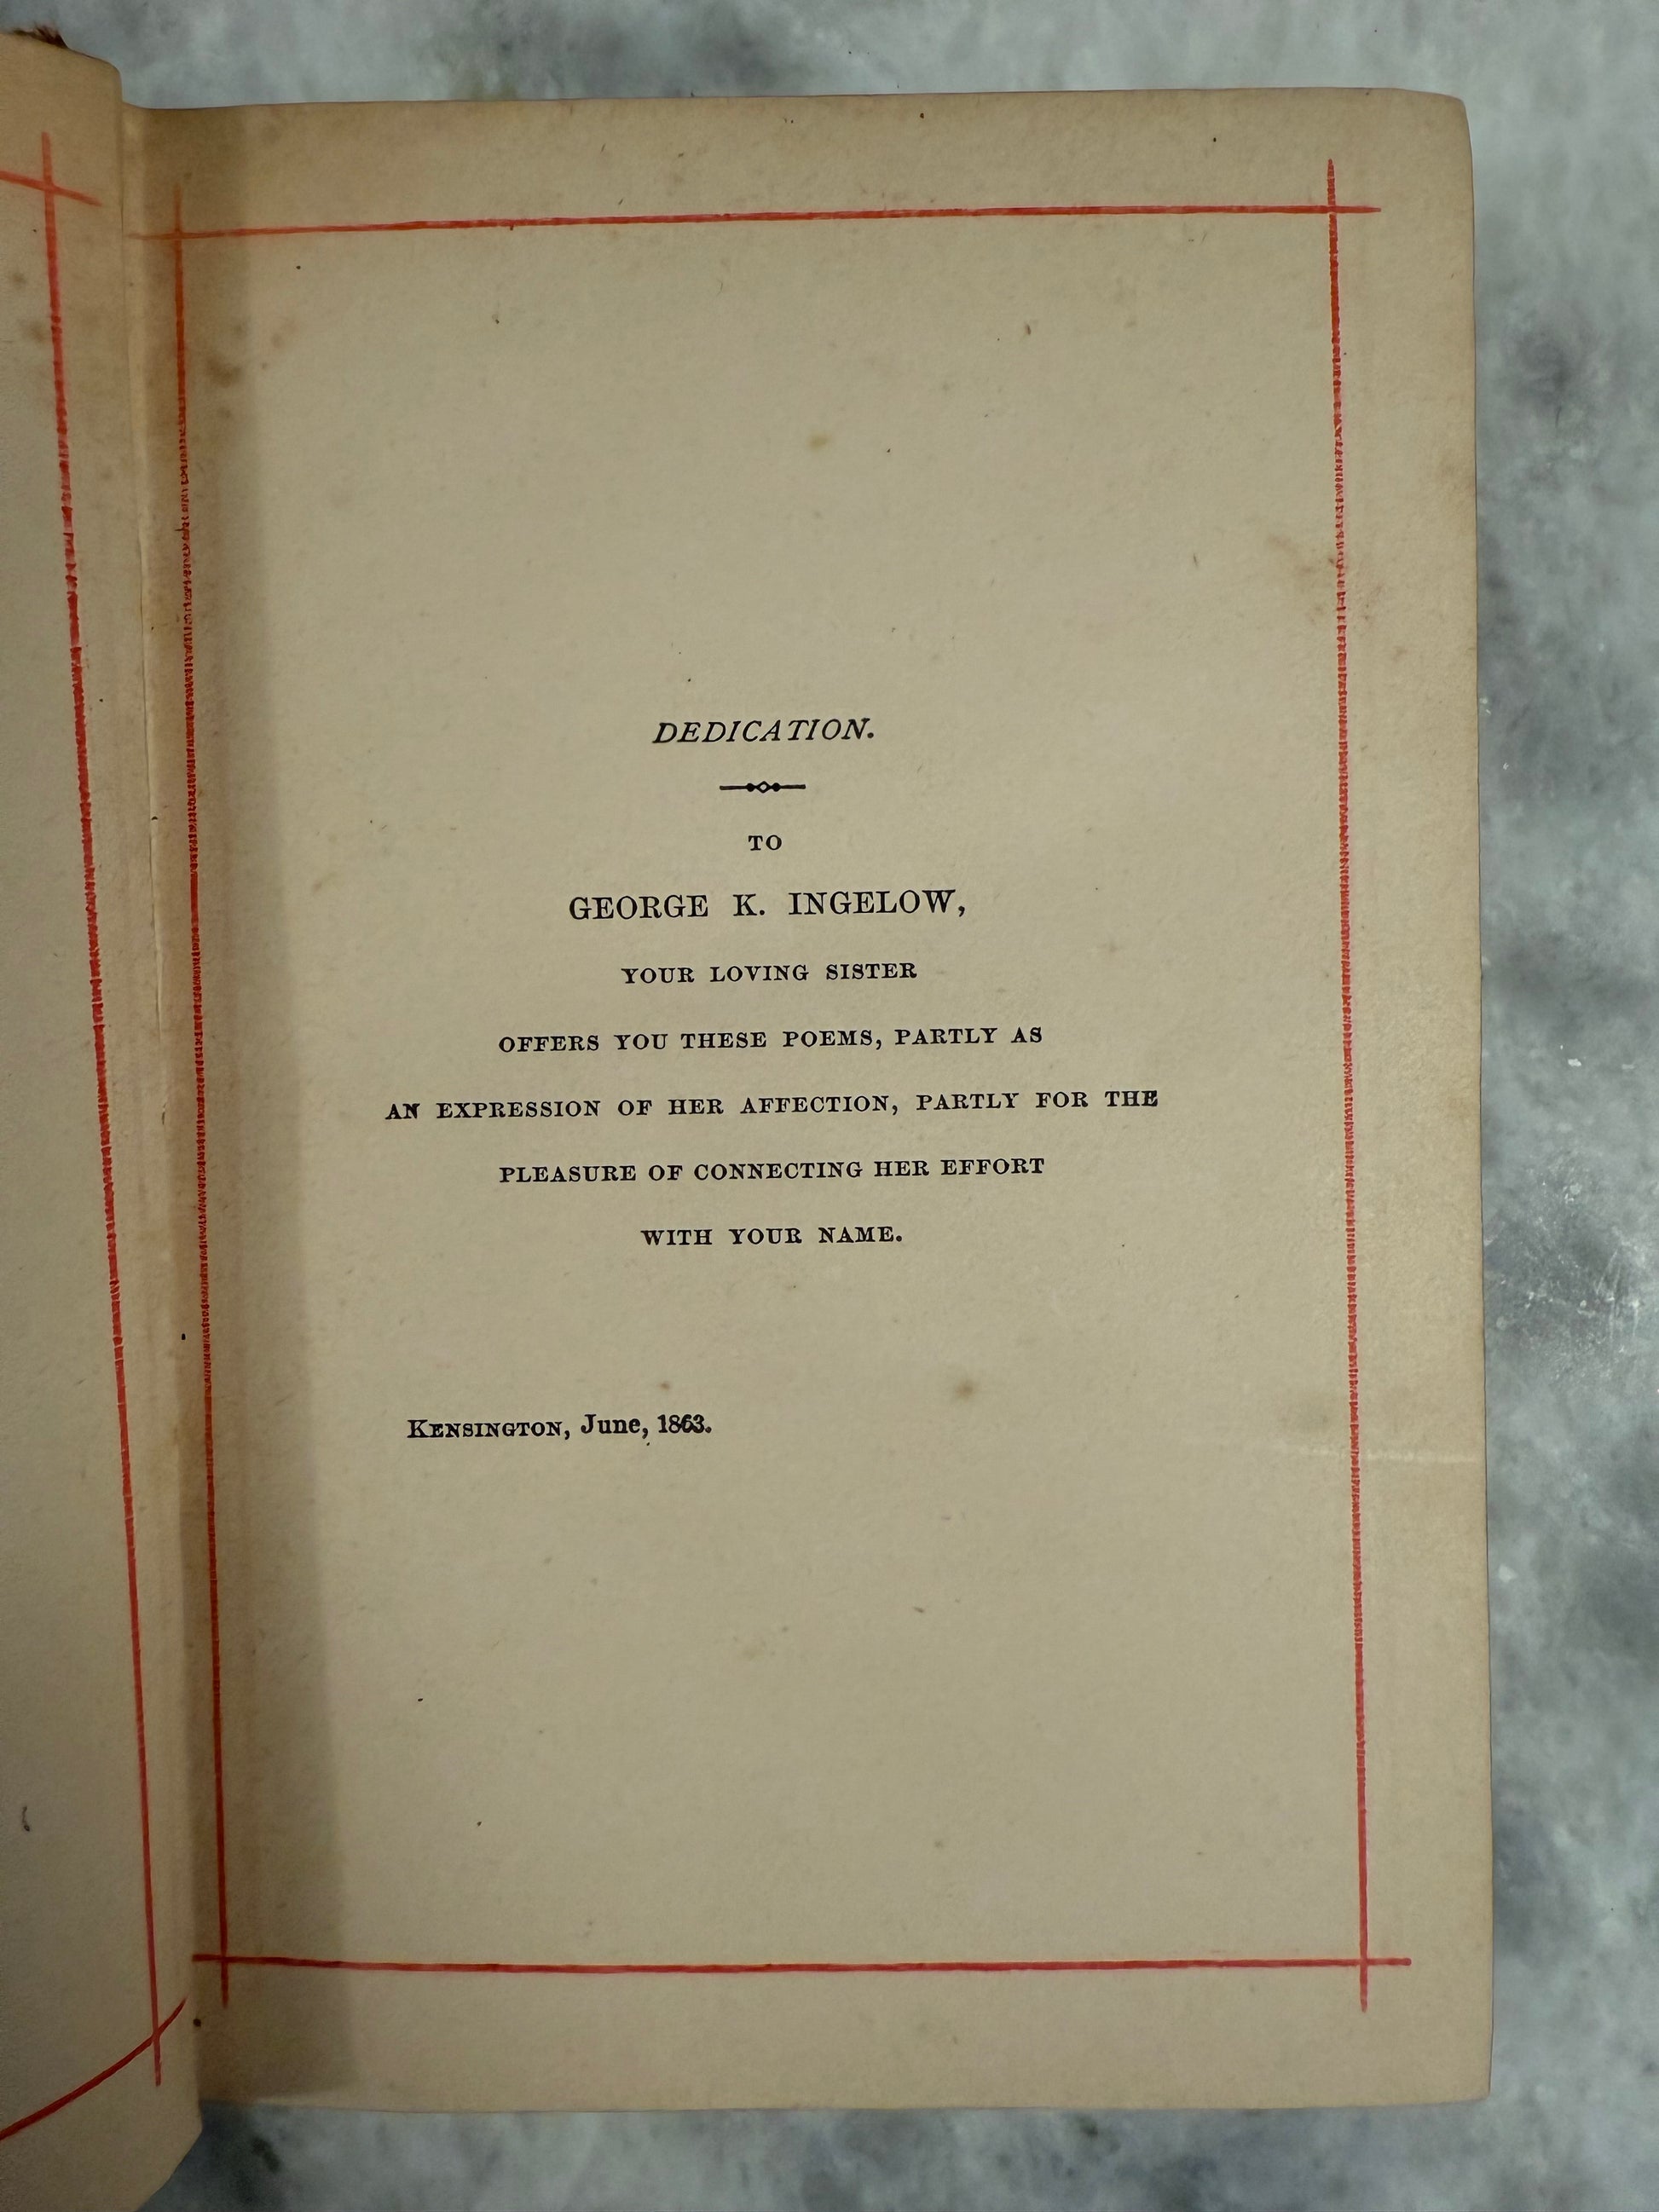 DEDICATION.
TO
GEORGE K. INGELOW,
YOUR LOVING SISTER
OFFERS YOU THESE POEMS, PARTLY AS
AN EXPRESSION OF HER AFFECTION, PARTLY FOR THE
PLEASURE OF CONNECTING HER EFFORT
WITH YOUR NAME.
KENSINGTON, June, 1863.